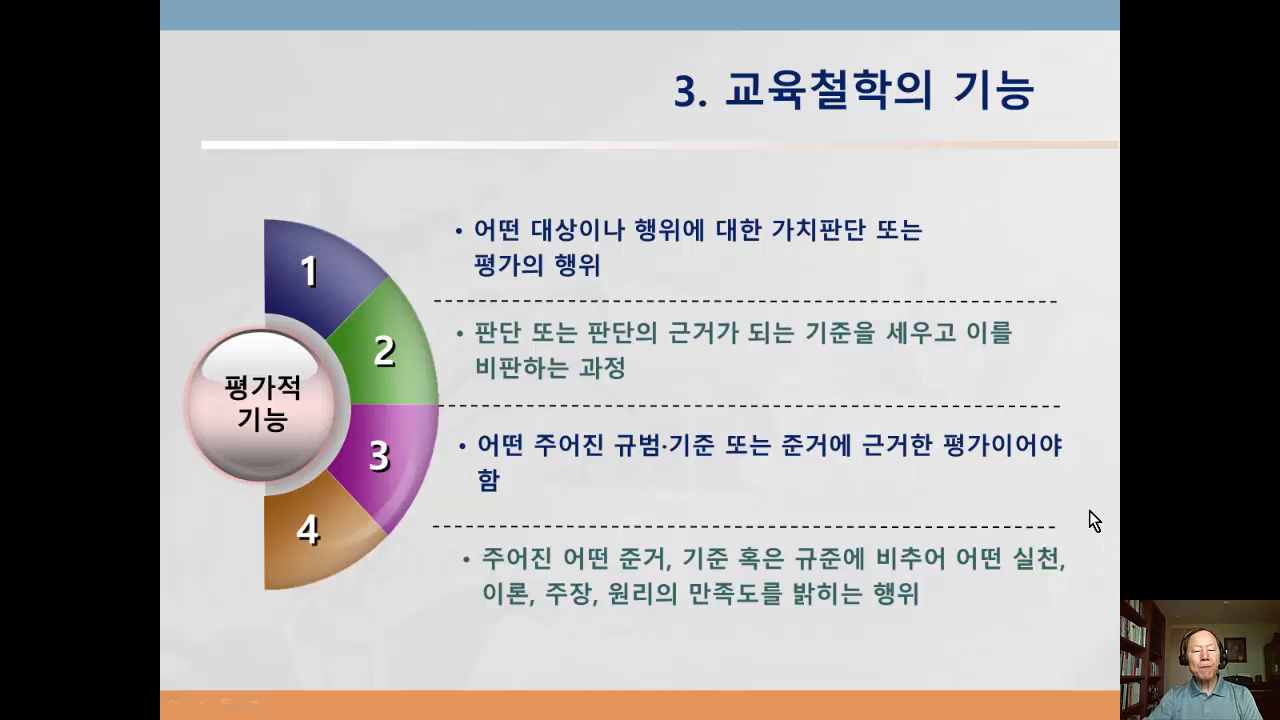 3. 교육철학의 기능
평가적
기능
1
• 어떤 대상이나 행위에 대한 가치판단 또는
평가의 행위
2
• 판단 또는 판단의 근거가 되는 기준을 세우고 이를
비판하는 과정
3
• 어떤 주어진 규범·기준 또는 준거에 근거한 평가이어야
함
4
• 주어진 어떤 준거, 기준 혹은 규준에 비추어 어떤 실천,
이론, 주장, 원리의 만족도를 밝히는 행위